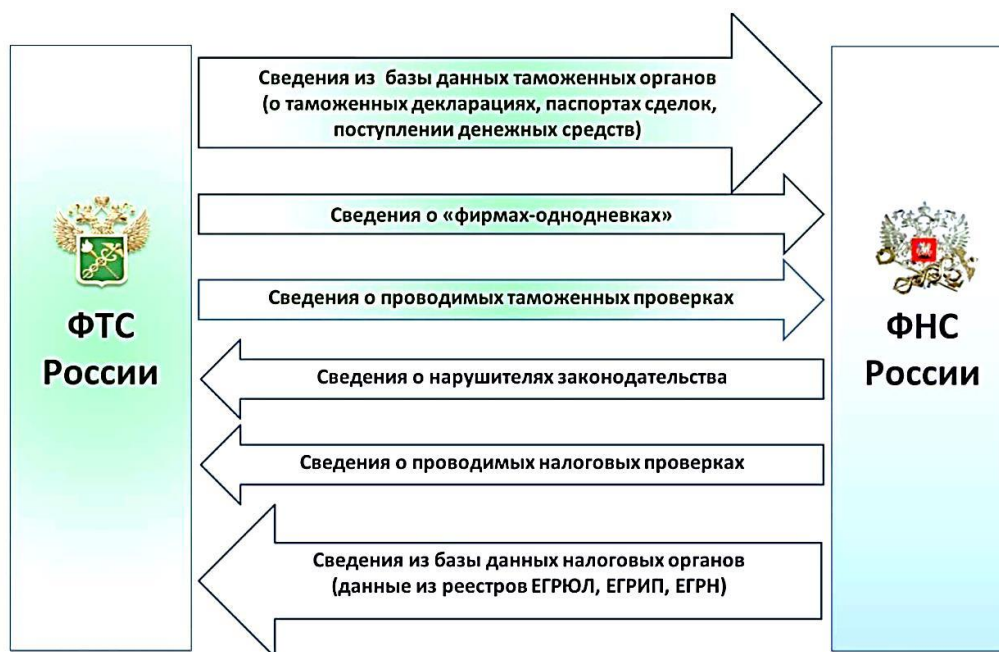 Сведения из базы данных таможенных органов
(о таможенных декларациях, паспортах сделок,
поступлении денежных средств)
Сведения о «фирмах-однодневках»
Сведения о проводимых таможенных проверках
ФТС
России
ФНС
России
Сведения о нарушителях законодательства
Сведения о проводимых налоговых проверках
Сведения из базы данных налоговых органов
(данные из реестров ЕГРЮЛ, ЕГРИП, ЕГРН)